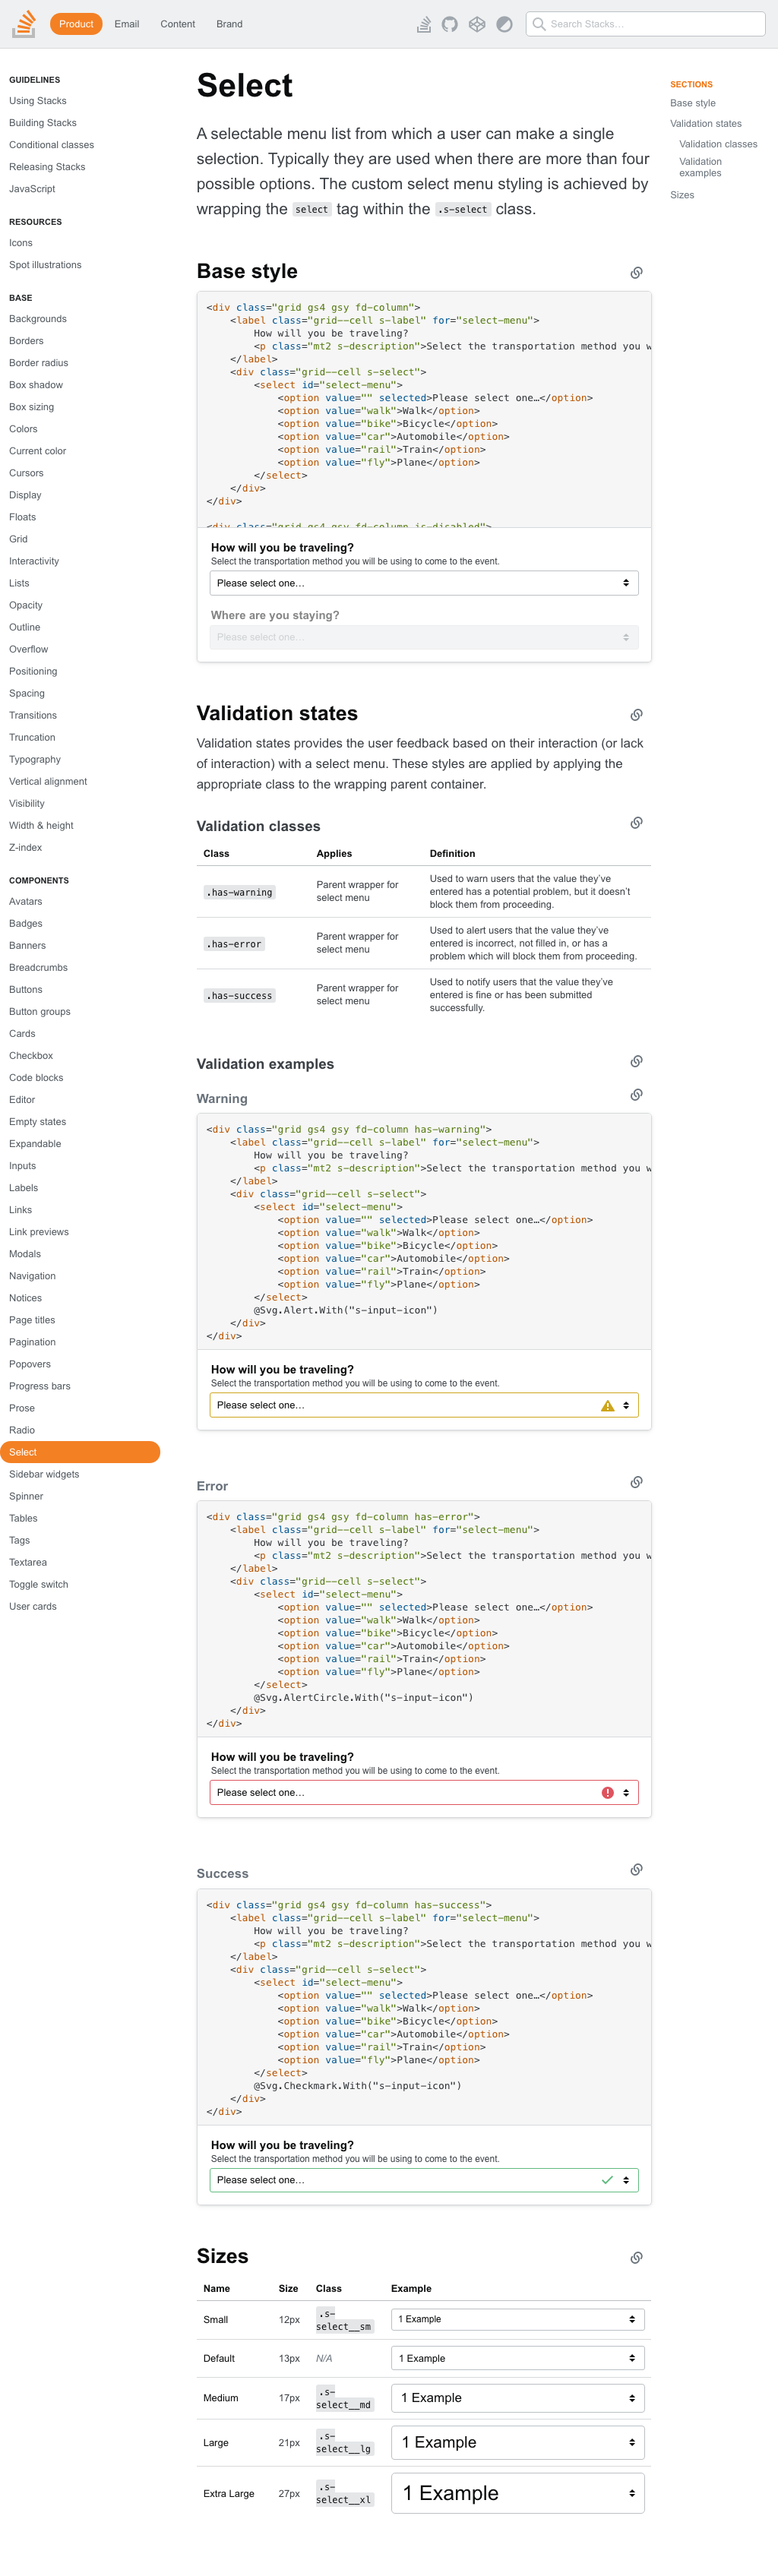 Product
Email
Content
Brand
Search Stacks…
GUIDELINES
Using Stacks
Building Stacks
Conditional classes
Releasing Stacks
JavaScript
RESOURCES
Icons
Spot illustrations
BASE
Backgrounds
Borders
Border radius
Box shadow
Box sizing
Colors
Current color
Cursors
Display
Floats
Grid
Interactivity
Lists
Opacity
Outline
Overflow
Positioning
Spacing
Transitions
Truncation
Typography
Vertical alignment
Visibility
Width & height
Z-index
COMPONENTS
Avatars
Badges
Banners
Breadcrumbs
Buttons
Button groups
Cards
Checkbox
Code blocks
Editor
Empty states
Expandable
Inputs
Labels
Links
Link previews
Modals
Navigation
Notices
Page titles
Pagination
Popovers
Progress bars
Prose
Radio
Select
Sidebar widgets
Spinner
Tables
Tags
Textarea
Toggle switch
User cards
Select
A selectable menu list from which a user can make a single
selection. Typically they are used when there are more than four
possible options. The custom select menu styling is achieved by
wrapping the select tag within the .s-select class.
Base style
<div class="grid gs4 gsy fd-column">
<label class="grid--cell s-label" for="select-menu">
How will you be traveling?
<p class="mt2 s-description">Select the transportation method you w
</label>
<div class="grid--cell s-select">
<select id="select-menu">
<option value="" selected>Please select one…</option>
<option value="walk">Walk</option>
<option value="bike">Bicycle</option>
<option value="car">Automobile</option>
<option value="rail">Train</option>
<option value="fly">Plane</option>
</select>
</div>
</div>
<div class="grid gs4 gsy fd-column is-disabled">
How will you be traveling?
Select the transportation method you will be using to come to the event.
Please select one…
Where are you staying?
Please select one…
Validation states
Validation states provides the user feedback based on their interaction (or lack
of interaction) with a select menu. These styles are applied by applying the
appropriate class to the wrapping parent container.
Validation classes
Class Applies Definition
.has-warning
Parent wrapper for
select menu
Used to warn users that the value they've
entered has a potential problem, but it doesn't
block them from proceeding.
.has-error
Parent wrapper for
select menu
Used to alert users that the value they've
entered is incorrect, not filled in, or has a
problem which will block them from proceeding.
.has-success
Parent wrapper for
select menu
Used to notify users that the value they've
entered is fine or has been submitted
successfully.
Validation examples
Warning
<div class="grid gs4 gsy fd-column has-warning">
<label class="grid--cell s-label" for="select-menu">
How will you be traveling?
<p class="mt2 s-description">Select the transportation method you w
</label>
<div class="grid--cell s-select">
<select id="select-menu">
<option value="" selected>Please select one…</option>
<option value="walk">Walk</option>
<option value="bike">Bicycle</option>
<option value="car">Automobile</option>
<option value="rail">Train</option>
<option value="fly">Plane</option>
</select>
@Svg.Alert.With("s-input-icon")
</div>
</div>
How will you be traveling?
Select the transportation method you will be using to come to the event.
Please select one…
Error
<div class="grid gs4 gsy fd-column has-error">
<label class="grid--cell s-label" for="select-menu">
How will you be traveling?
<p class="mt2 s-description">Select the transportation method you w
</label>
<div class="grid--cell s-select">
<select id="select-menu">
<option value="" selected>Please select one…</option>
<option value="walk">Walk</option>
<option value="bike">Bicycle</option>
<option value="car">Automobile</option>
<option value="rail">Train</option>
<option value="fly">Plane</option>
</select>
@Svg.AlertCircle.With("s-input-icon")
</div>
</div>
How will you be traveling?
Select the transportation method you will be using to come to the event.
Please select one…
Success
<div class="grid gs4 gsy fd-column has-success">
<label class="grid--cell s-label" for="select-menu">
How will you be traveling?
<p class="mt2 s-description">Select the transportation method you w
</label>
<div class="grid--cell s-select">
<select id="select-menu">
<option value="" selected>Please select one…</option>
<option value="walk">Walk</option>
<option value="bike">Bicycle</option>
<option value="car">Automobile</option>
<option value="rail">Train</option>
<option value="fly">Plane</option>
</select>
@Svg.Checkmark.With("s-input-icon")
</div>
</div>
How will you be traveling?
Select the transportation method you will be using to come to the event.
Please select one…
Sizes
Name Size Class Example
Small 12px .s-
select__sm
1 Example
Default 13px N/A 1 Example
Medium 17px .s-
select__md
1 Example
Large 21px .s-
select__lg
1 Example
Extra Large 27px .s-
select__xl
1 Example
SECTIONS
Base style
Validation states
Validation classes
Validation
examples
Sizes